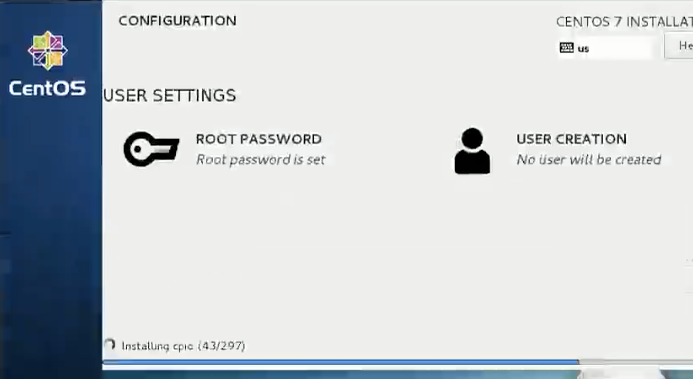 CONFIGURATION
CENTOS 7 INSTALLAT
us
He
CentOS
USER SETTINGS
ROOT PASSWORD
Root password is set
USER CREATION
No user will be created
Installing cpio (43/297)